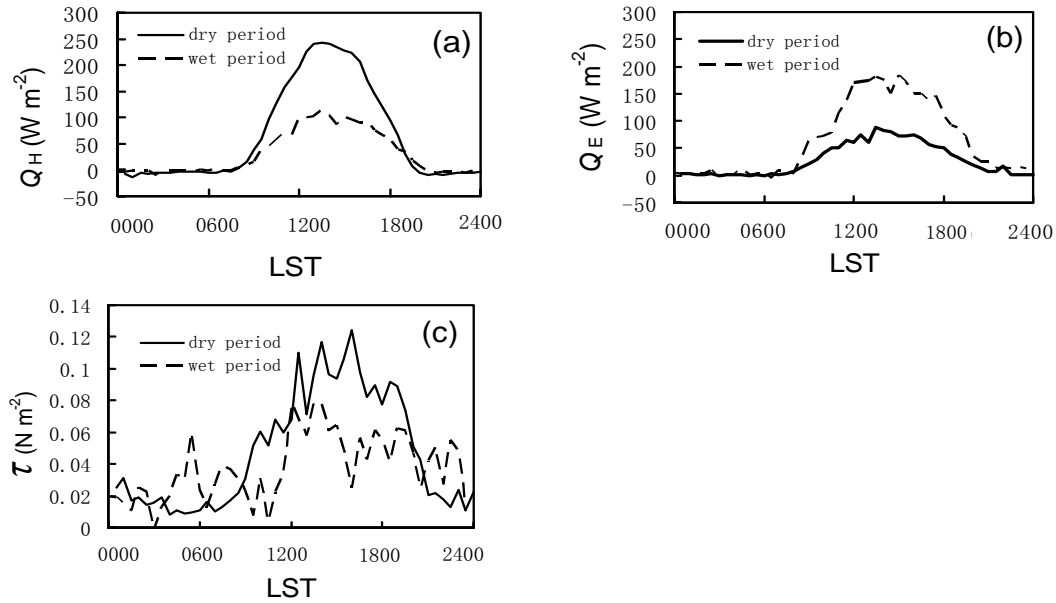 300
250
200
150
100
50
0
−50
Q H (W m-2)
dry period
wet period
(a)
0000 0600 1200 1800 2400
LST
300
250
200
150
100
50
0
−50
Q E (W m-2)
dry period
wet period
(b)
0000 0600 1200 1800 2400
LST
0.14
0.12
0.1
0.08
0.06
0.04
0.02
0
τ (N m-2)
dry period
wet period
(c)
0000 0600 1200 1800 2400
LST